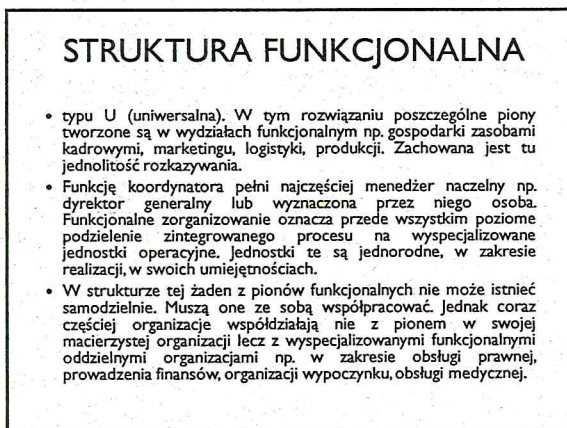 STRUKTURA FUNKCJONALNA
• typu U (uniwersalna). W tym rozwiązaniu poszczególne piony
tworzone są w wydziałach funkcjonalnym np. gospodarki zasobami
kadrowymi, marketingu, logistyki, produkcji. Zachowana jest tu
jednolitość rozkazywania.
• Funkcję koordynatora pełni najczęściej menedżer naczelny np.
dyrektor generalny lub wyznaczona przez niego osoba.
Funkcjonalne zorganizowanie oznacza przede wszystkim poziome
podzielenie zintegrowanego procesu na wyspecjalizowane
jednostki operacyjne. Jednostki te są jednorodne, w zakresie
realizacji, w swoich umiejętnościach.
• W strukturze tej żaden z pionów funkcjonalnych nie może istnieć
samodzielnie. Muszą one ze sobą współpracować. Jednak coraz
częściej organizacje współdziałają nie z pionem w swojej
macierzystej organizacji lecz z wyspecjalizowanymi funkcjonalnymi
oddzielnymi organizacjami np. w zakresie obsługi prawnej,
prowadzenia finansów, organizacji wypoczynku, obsługi medycznej.